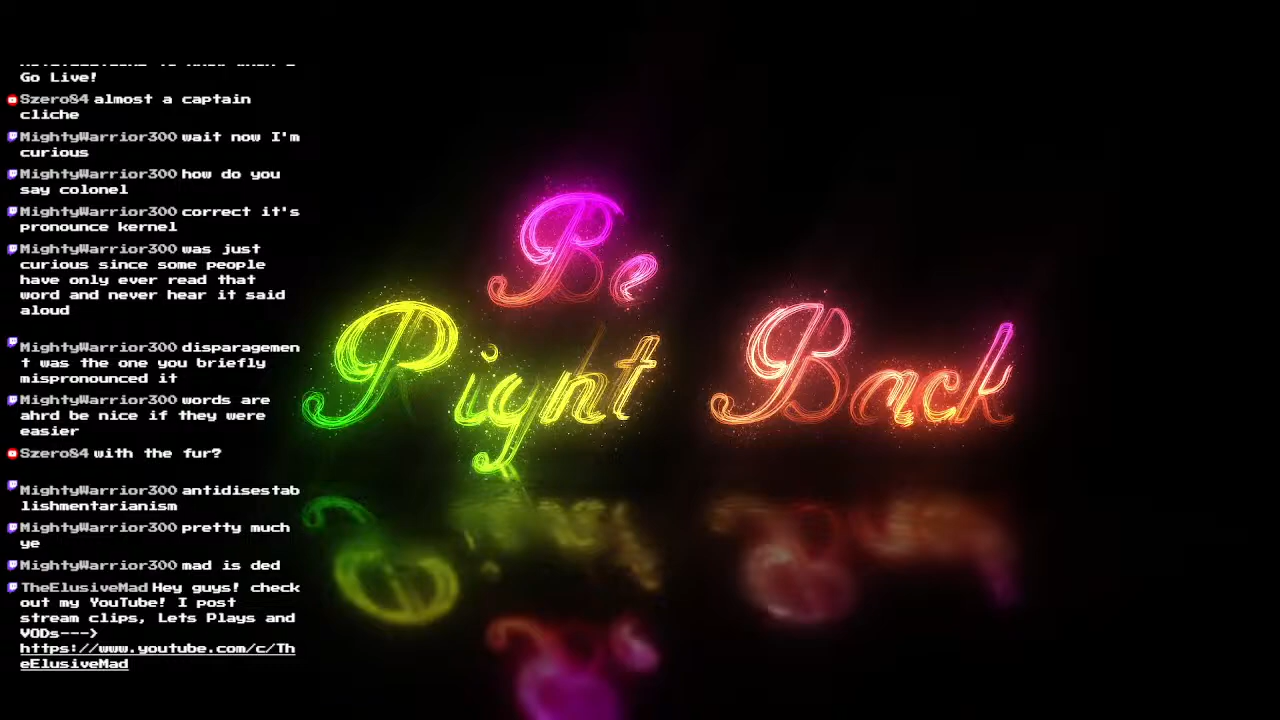 Go Live!
Szero84 almost a captain
cliche
MightyWarrior300 wait now I'm
curious
MightyWarrior300 how do you
say colonel
MightyWarrior300 correct it's
pronounce kernel
MightyWarrior300 was just
curious since some people
have only ever read that
word and never hear it said
aloud
MightyWarrior300 disparagemen
t was the one you briefly
mispronounced it
MightyWarrior300 words are
ahrd be nice if they were
easier
Szero84 with the fur?
MightyWarrior300 antidisestab
lishmentarianism
MightyWarrior300 pretty much
ye
MightyWarrior300 mad is ded
TheElusiveMad Hey guys! check
out my YouTube! I post
stream clips, Lets Plays and
VODs--->
https://www.youtube.com/c/Th
eElusiveMad
Be
Right Back